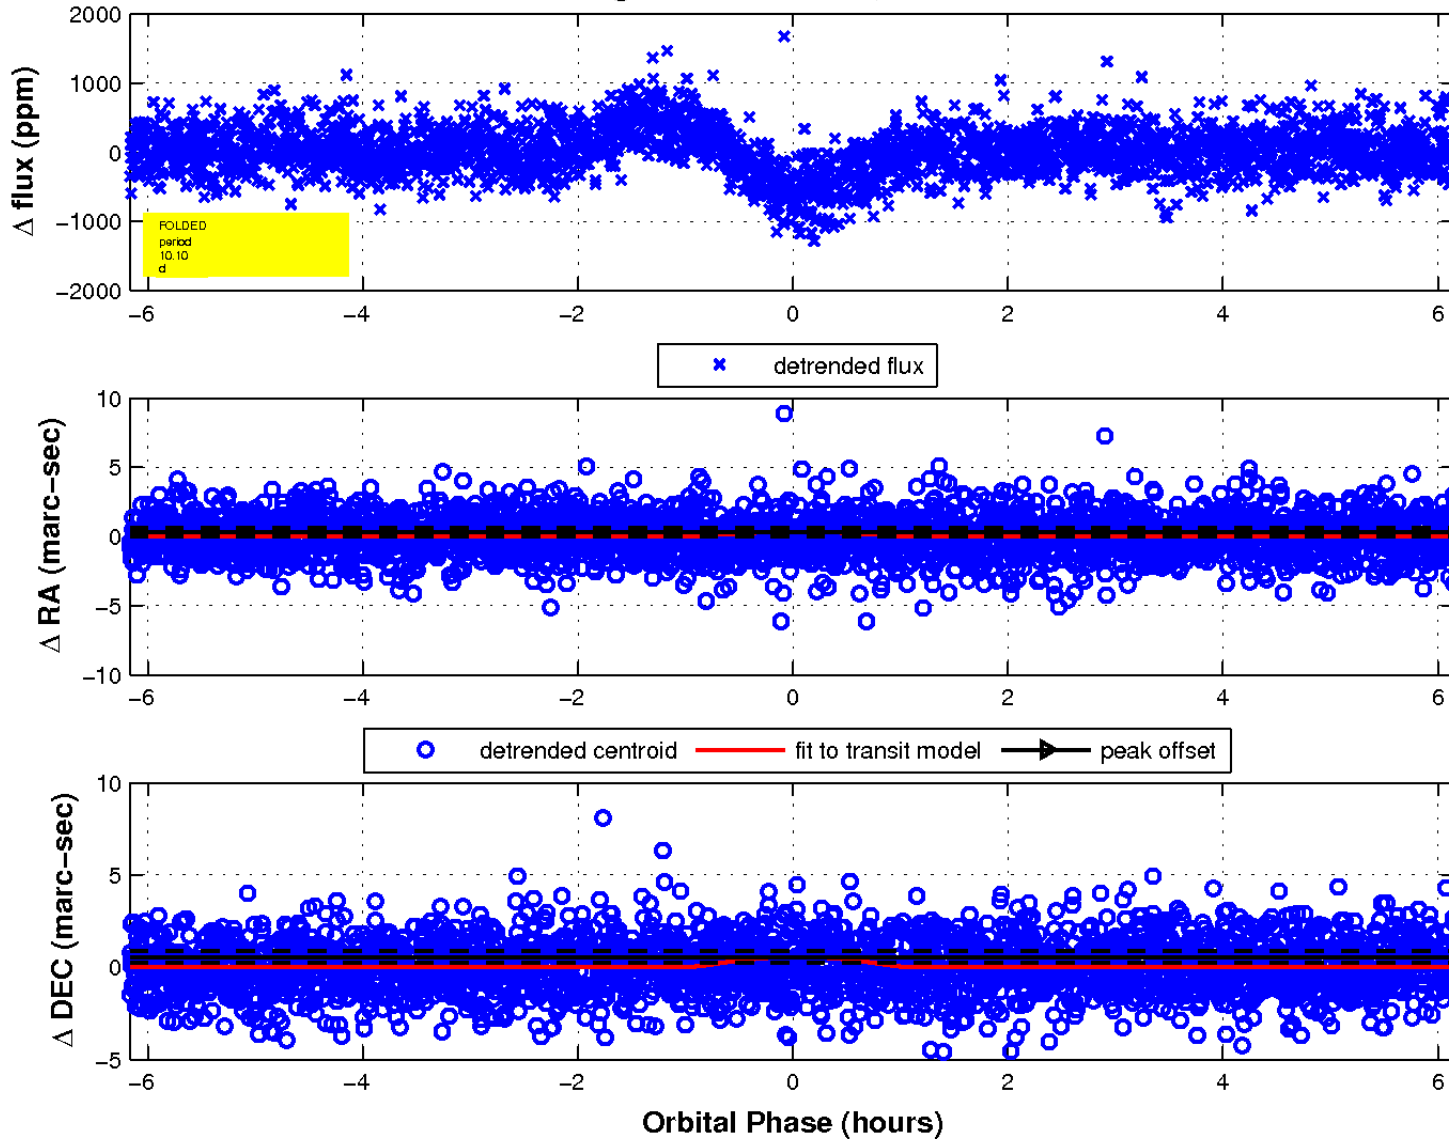 2000
1000
0
−1000
−2000
Δ flux (ppm)
FOLDED
period
10.10
d
−6 −4 −2 0 2 4 6
detrended flux
10
5
0
−5
−10
Δ RA (marc−sec)
−6 −4 −2 0 2 4 6
detrended centroid fit to transit model peak offset
10
5
0
−5
Δ DEC (marc−sec)
−6 −4 −2 0 2 4 6
Orbital Phase (hours)